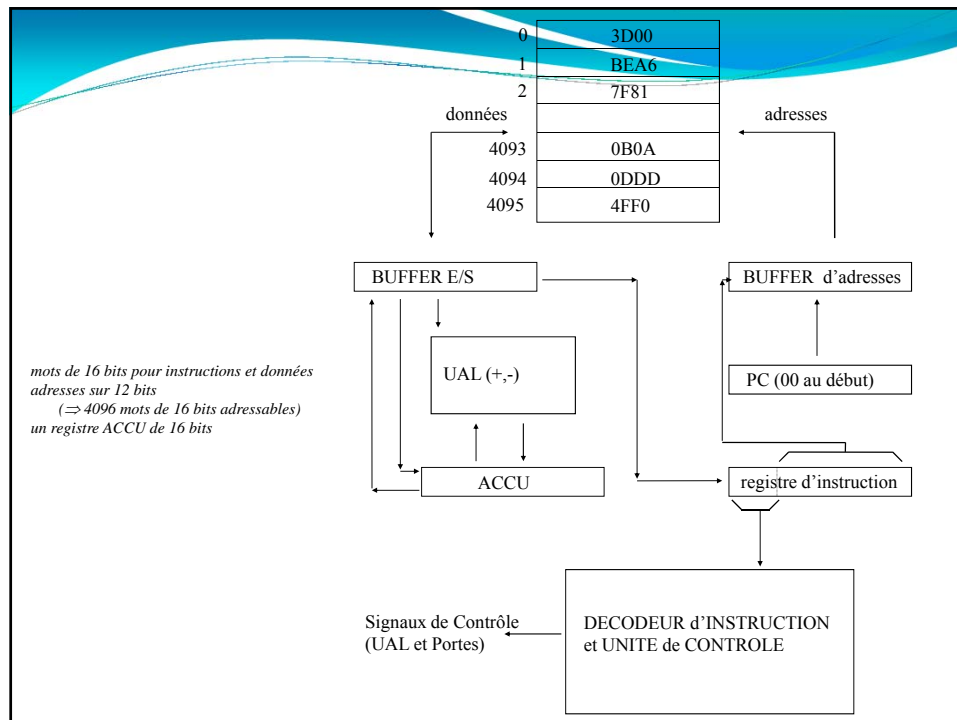 0 3D00
1 BEA6
2 7F81
données adresses
4093 0B0A
4094 0DDD
4095 4FF0
BUFFER E/S BUFFER d’adresses
UAL (+,-)
PC (00 au début)
mots de 16 bits pour instructions et données
adresses sur 12 bits
(⇒ 4096 mots de 16 bits adressables)
un registre ACCU de 16 bits
ACCU registre d’instruction
Signaux de Contrôle
(UAL et Portes)
DECODEUR d’INSTRUCTION
et UNITE de CONTROLE